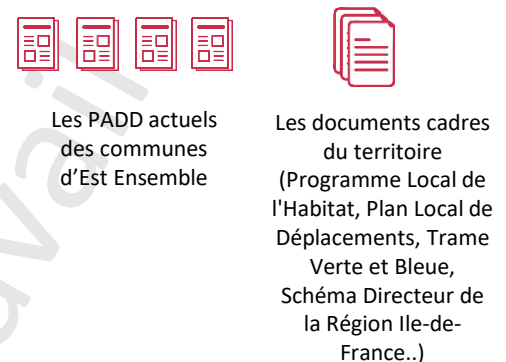 Les PADD actuels
des communes
d’Est Ensemble
Les documents cadres
du territoire
(Programme Local de
l'Habitat, Plan Local de
Déplacements, Trame
Verte et Bleue,
Schéma Directeur de
la Région Ile-de-
France..)
avail